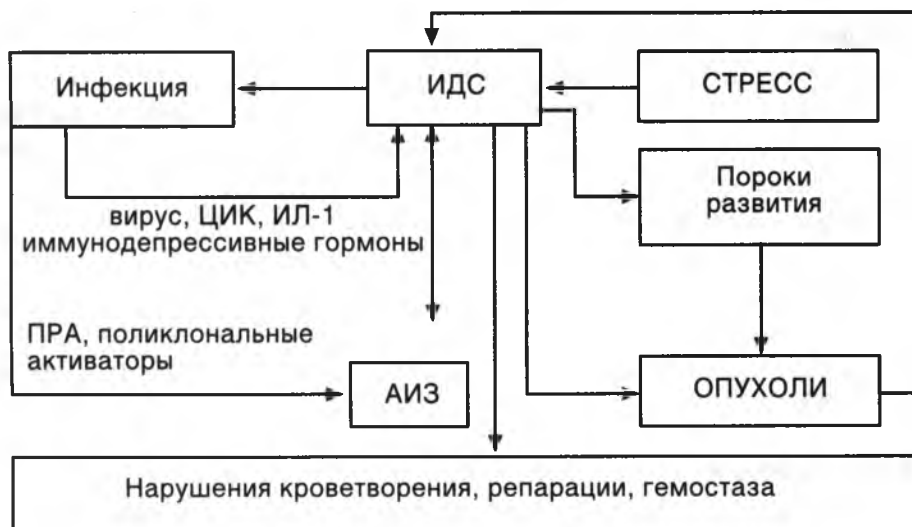 Инфекция
ИДС
СТРЕСС
Пороки
развития
вирус, ЦИК, ИЛ-1
иммунодепрессивные гормоны
ПРА, поликлональные
активаторы
АИЗ
ОПУХОЛИ
Нарушения кроветворения, репарации, гемостаза